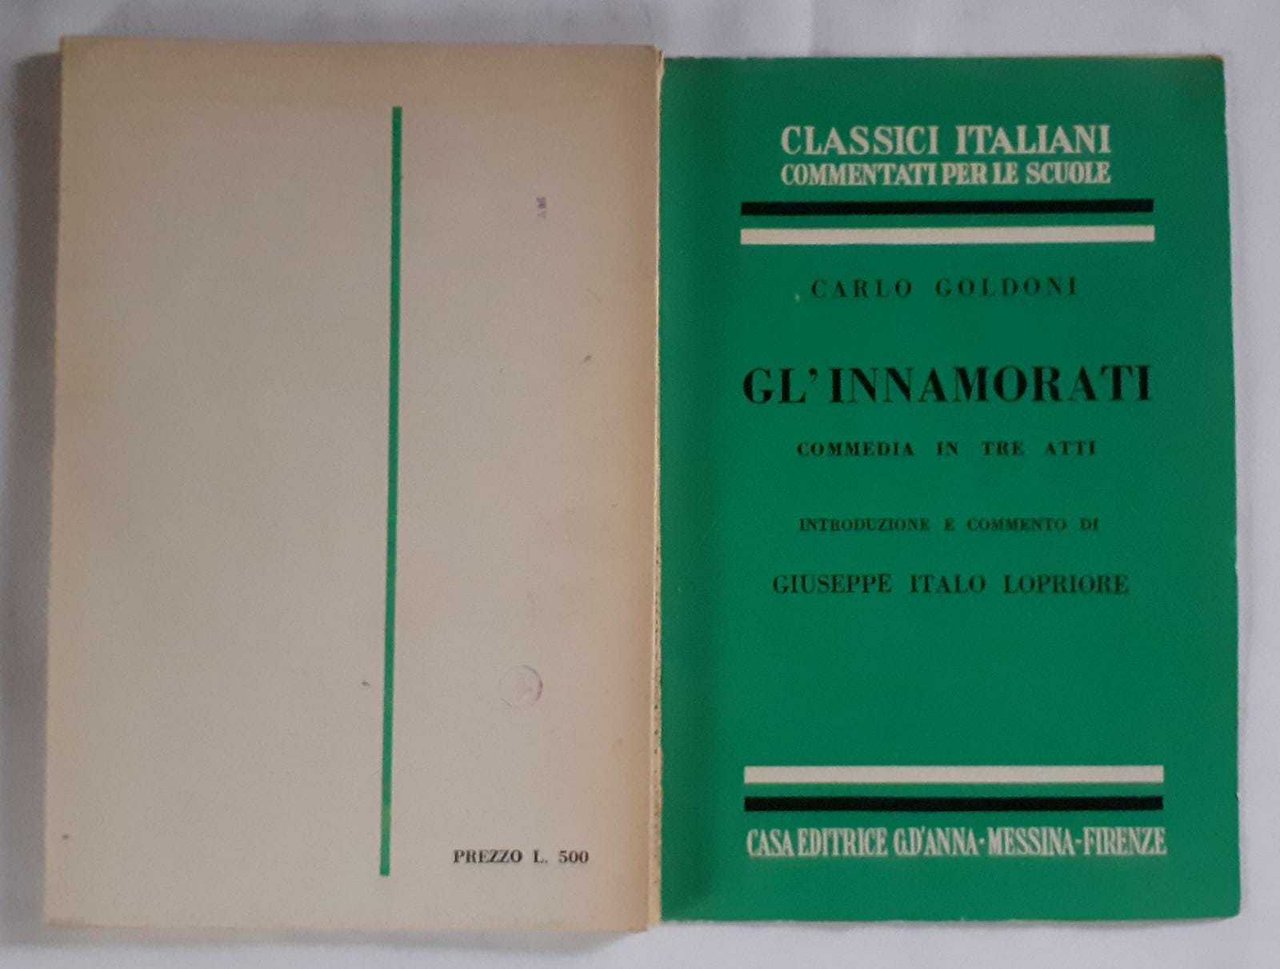 PREZZO L. 500
CLASSICI ITALIANI
COMMENTATI PER LE SCUOLE
CARLO GOLDONI
GL'INNAMORATI
COMMEDIA IN TRE ATTI
INTRODUZIONE E COMMENTO DI
GIUSEPPE ITALO LOPRIORE
CASA EDITRICE G.D'ANNA-MESSINA-FIRENZE